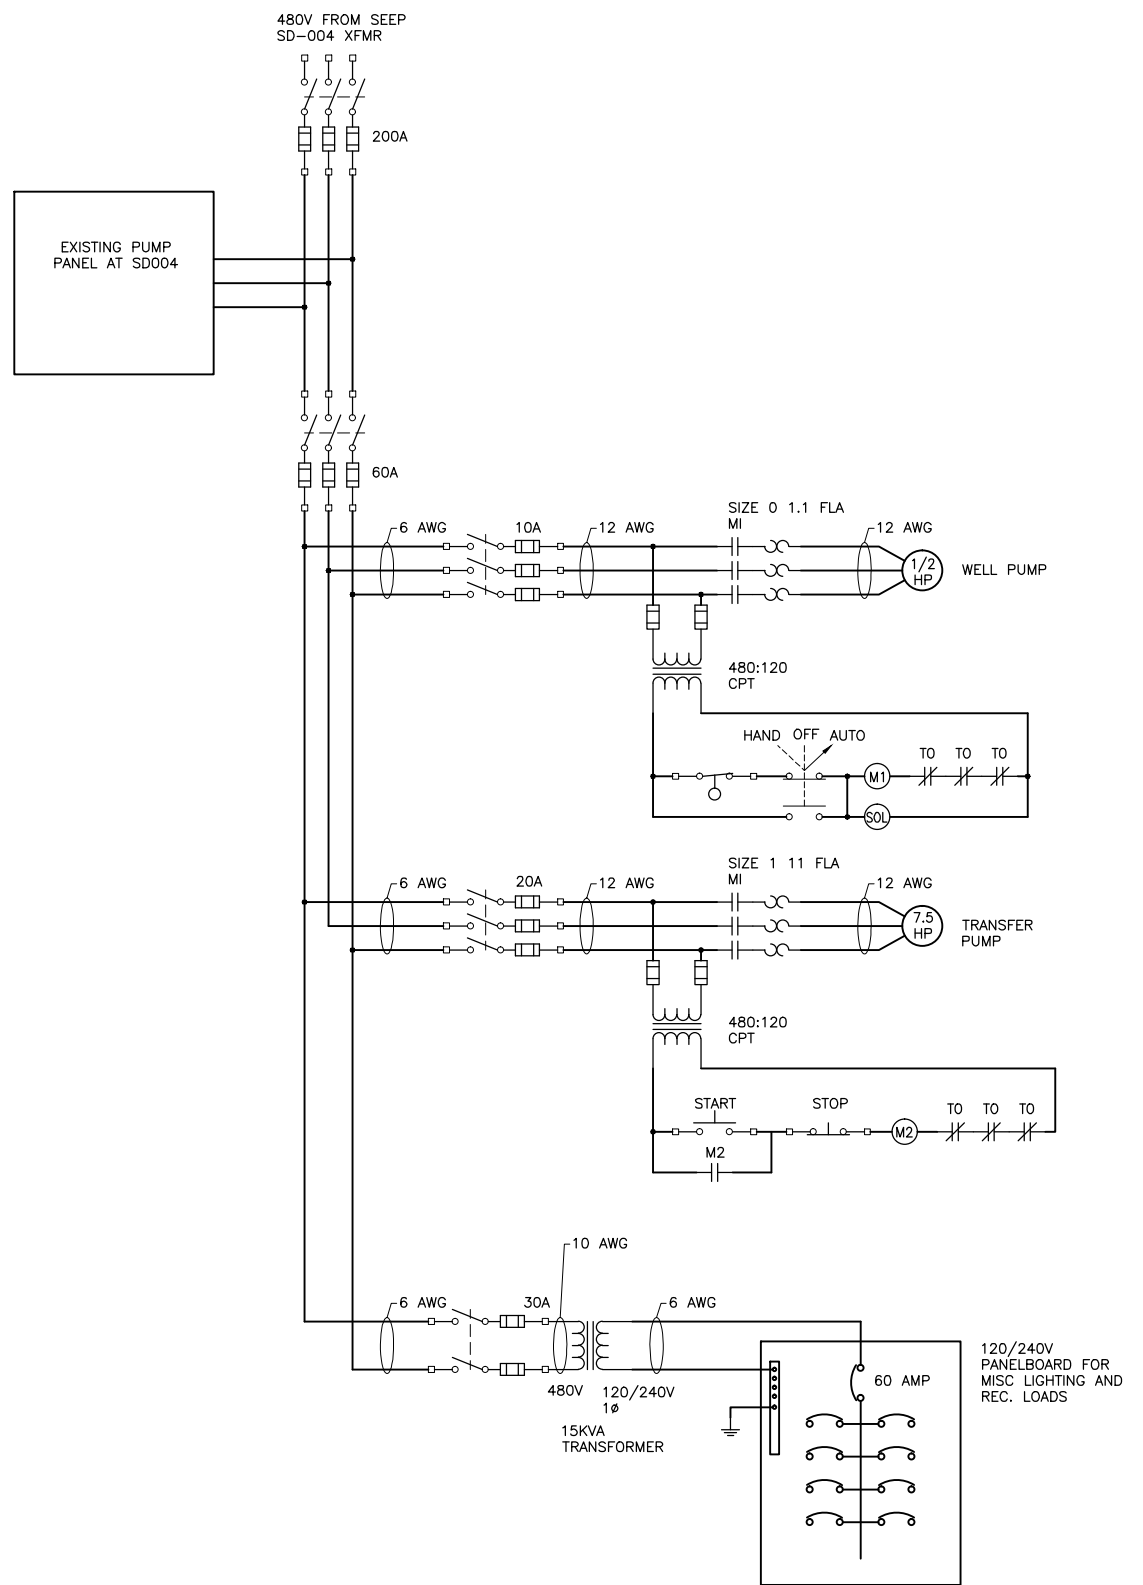 480V FROM SEEP
SD-004 XFMR
200A
EXISTING PUMP
PANEL AT SD004
60A
SIZE 0 1.1 FLA
MI
6 AWG
10A
12 AWG
12 AWG
1/2
HP
WELL PUMP
480:120
CPT
HAND
OFF
AUTO
TO
TO
TO
M1
SOL
SIZE 1 11 FLA
MI
6 AWG
20A
12 AWG
12 AWG
7.5
HP
TRANSFER
PUMP
480:120
CPT
START
STOP
TO
TO
TO
M2
M2
10 AWG
6 AWG
30A
6 AWG
480V
120/240V
1ø
15KVA
TRANSFORMER
60 AMP
120/240V
PANELBOARD FOR
MISC LIGHTING AND
REC. LOADS